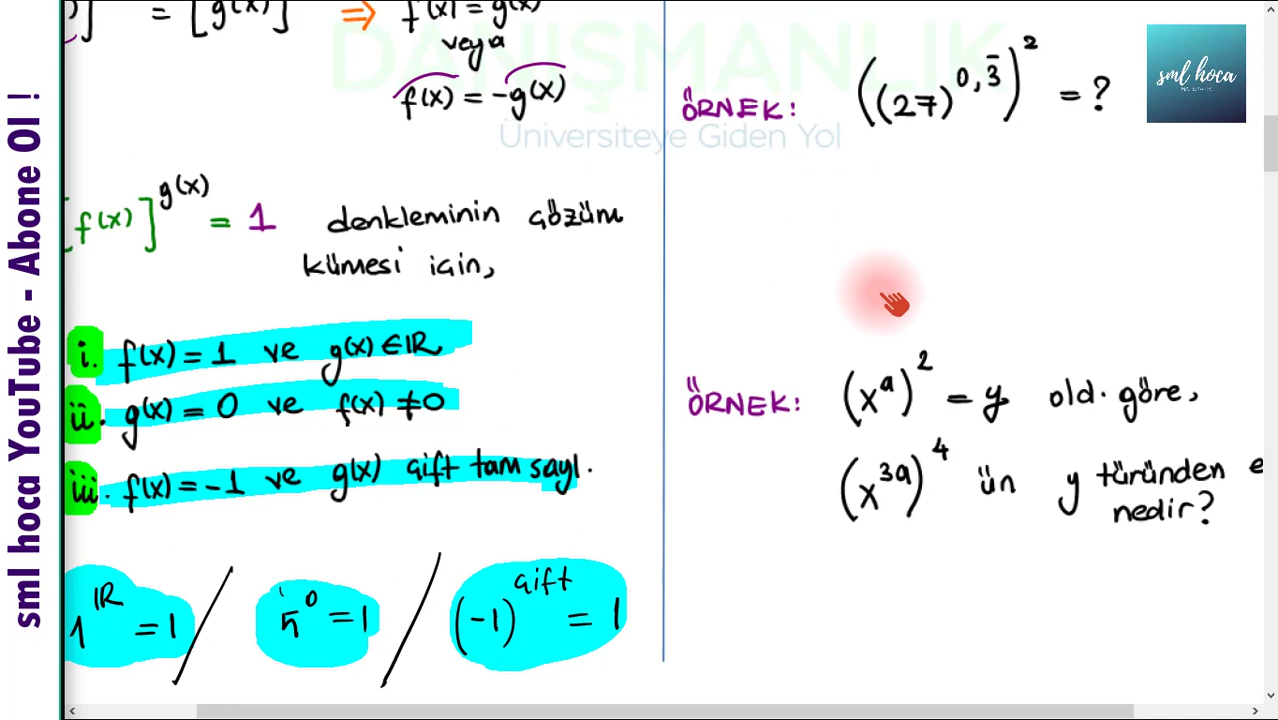 sml hoca YouTube - Abone Ol !
] = [g(x)] ⇒ f(x) = g(x)
veya
f(x) = -g(x)
[f(x)]^g(x) = 1 denkleminin çözüm
kümesi için,
i. f(x) = 1 ve g(x) ∈ IR
ii. g(x) = 0 ve f(x) ≠ 0
iii. f(x) = -1 ve g(x) çift tam sayı.
1^IR = 1 / 5^0 = 1 / (-1)^çift = 1
DANIŞMANLIK
Üniversiteye Giden Yol
sml hoca
ÖRNEK: ((27)^0,3̅)^2 = ?
ÖRNEK: (x^a)^2 = y old. göre,
(x^3a)^4 ün y türünden
nedir?